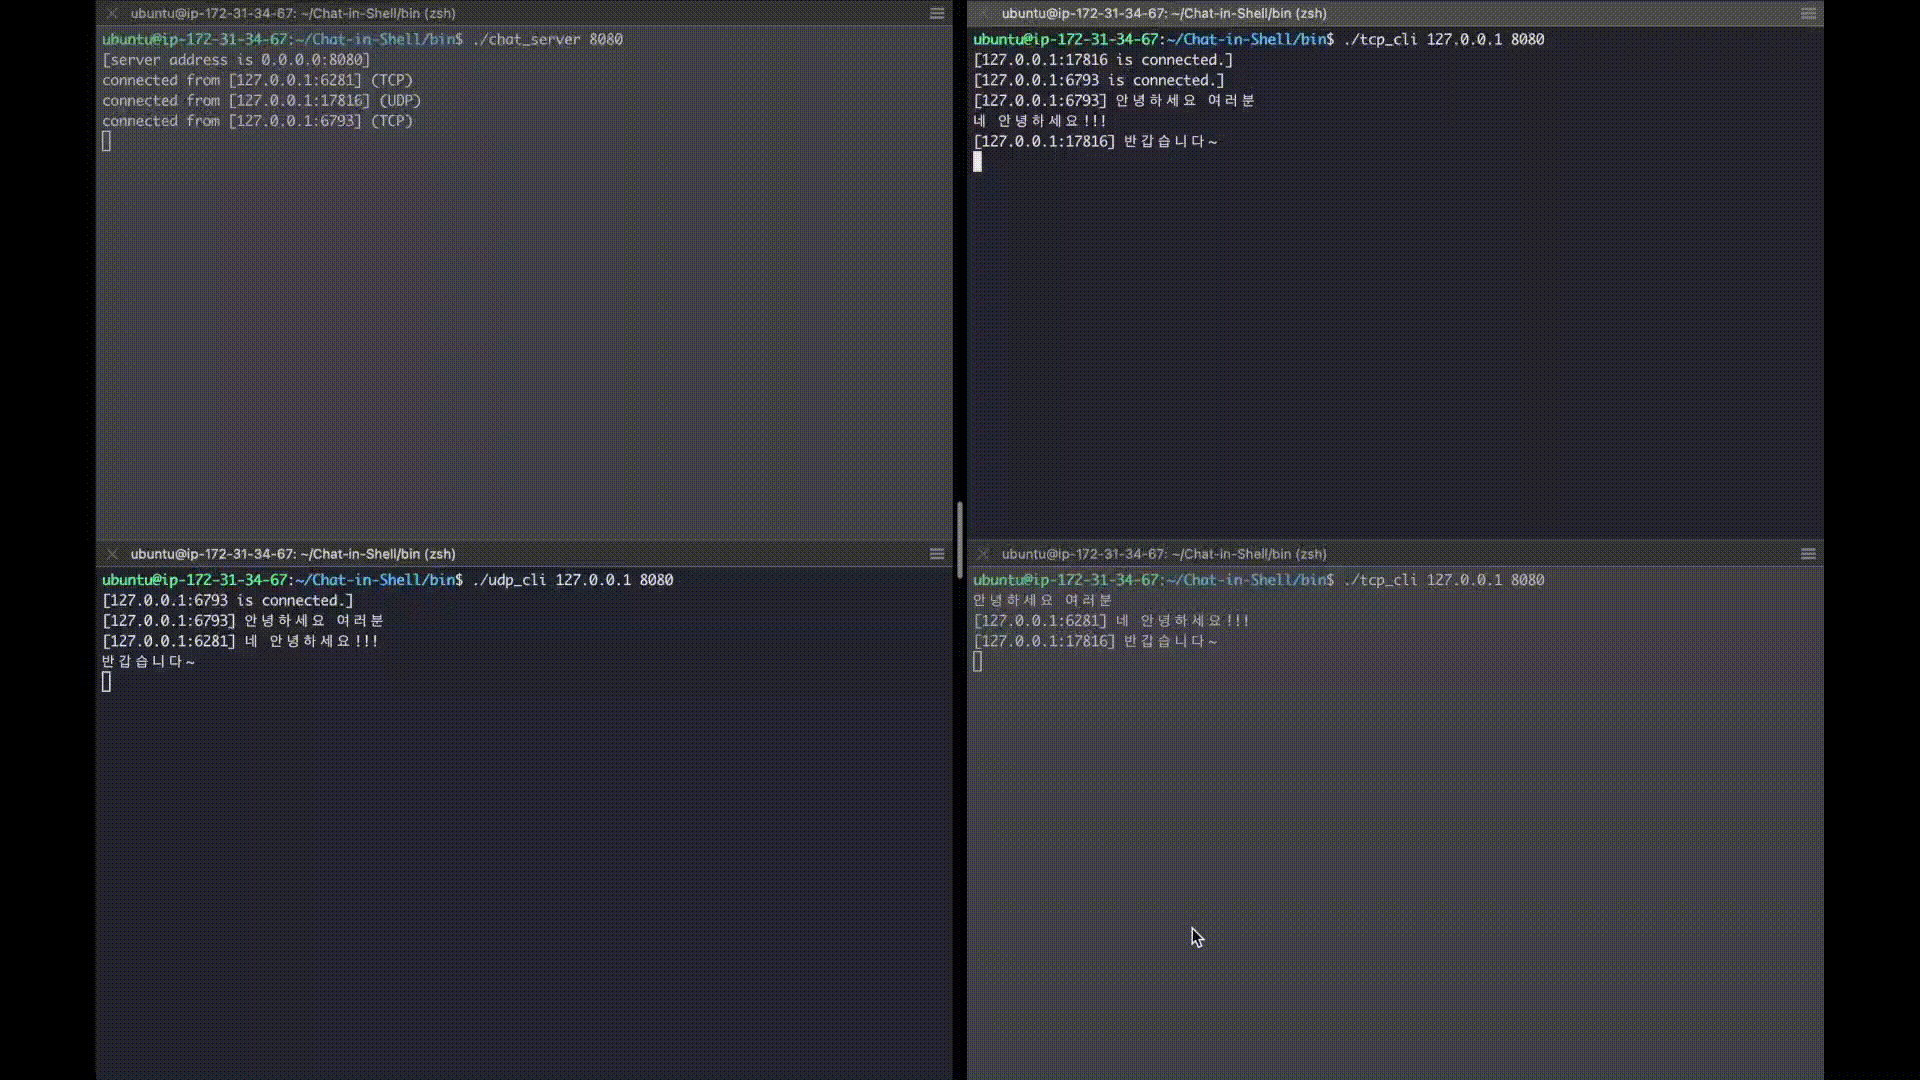 ubuntu@ip-172-31-34-67: ~/Chat-in-Shell/bin (zsh)
ubuntu@ip-172-31-34-67:~/Chat-in-Shell/bin$ ./chat_server 8080
[server address is 0.0.0.0:8080]
connected from [127.0.0.1:6281] (TCP)
connected from [127.0.0.1:17816] (UDP)
connected from [127.0.0.1:6793] (TCP)
ubuntu@ip-172-31-34-67: ~/Chat-in-Shell/bin (zsh)
ubuntu@ip-172-31-34-67:~/Chat-in-Shell/bin$ ./tcp_cli 127.0.0.1 8080
[127.0.0.1:17816 is connected.]
[127.0.0.1:6793 is connected.]
[127.0.0.1:6793] 안녕하세요 여러분
네 안녕하세요!!!
[127.0.0.1:17816] 반갑습니다~
ubuntu@ip-172-31-34-67: ~/Chat-in-Shell/bin (zsh)
ubuntu@ip-172-31-34-67:~/Chat-in-Shell/bin$ ./udp_cli 127.0.0.1 8080
[127.0.0.1:6793 is connected.]
[127.0.0.1:6793] 안녕하세요 여러분
[127.0.0.1:6281] 네 안녕하세요!!!
반갑습니다~
ubuntu@ip-172-31-34-67: ~/Chat-in-Shell/bin (zsh)
ubuntu@ip-172-31-34-67:~/Chat-in-Shell/bin$ ./tcp_cli 127.0.0.1 8080
안녕하세요 여러분
[127.0.0.1:6281] 네 안녕하세요!!!
[127.0.0.1:17816] 반갑습니다~